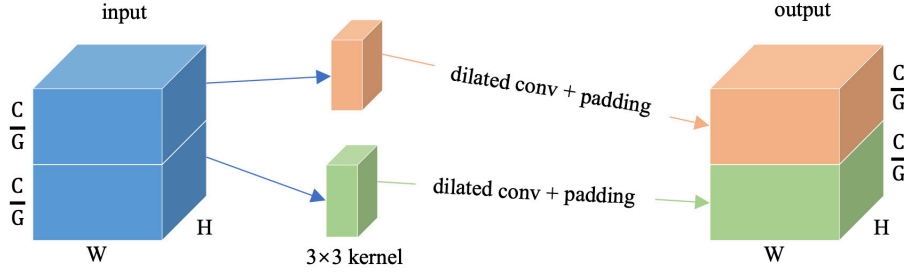 input
output
C
G
C
G
W
H
3×3 kernel
dilated conv + padding
dilated conv + padding
C
G
C
G
W
H